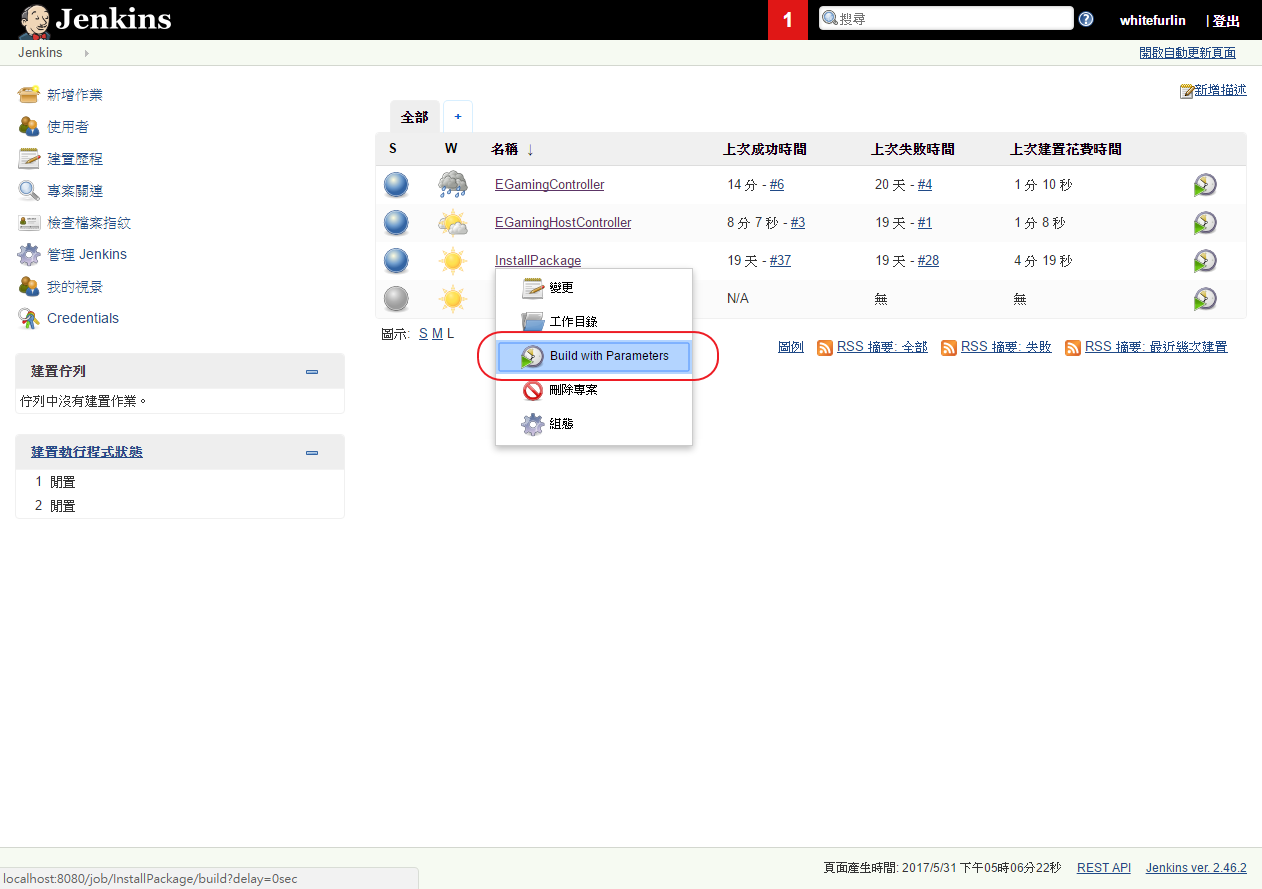 Jenkins
1
搜尋
whitefurlin
| 登出
Jenkins
開啟自動更新頁面
新增作業
使用者
建置歷程
專案關連
檢查檔案指紋
管理 Jenkins
我的視景
Credentials
建置佇列
佇列中沒有建置作業。
建置執行程式狀態
1 閒置
2 閒置
新增描述
全部 +
S W 名稱 ↓ 上次成功時間 上次失敗時間 上次建置花費時間
EGamingController 14 分 - #6 20 天 - #4 1 分 10 秒
EGamingHostController 8 分 7 秒 - #3 19 天 - #1 1 分 8 秒
InstallPackage 19 天 - #37 19 天 - #28 4 分 19 秒
N/A 無 無
變更
工作目錄
Build with Parameters
刪除專案
組態
圖示: S M L
圖例 RSS 摘要: 全部 RSS 摘要: 失敗 RSS 摘要: 最近幾次建置
頁面產生時間: 2017/5/31 下午05時06分22秒 REST API Jenkins ver. 2.46.2
localhost:8080/job/InstallPackage/build?delay=0sec